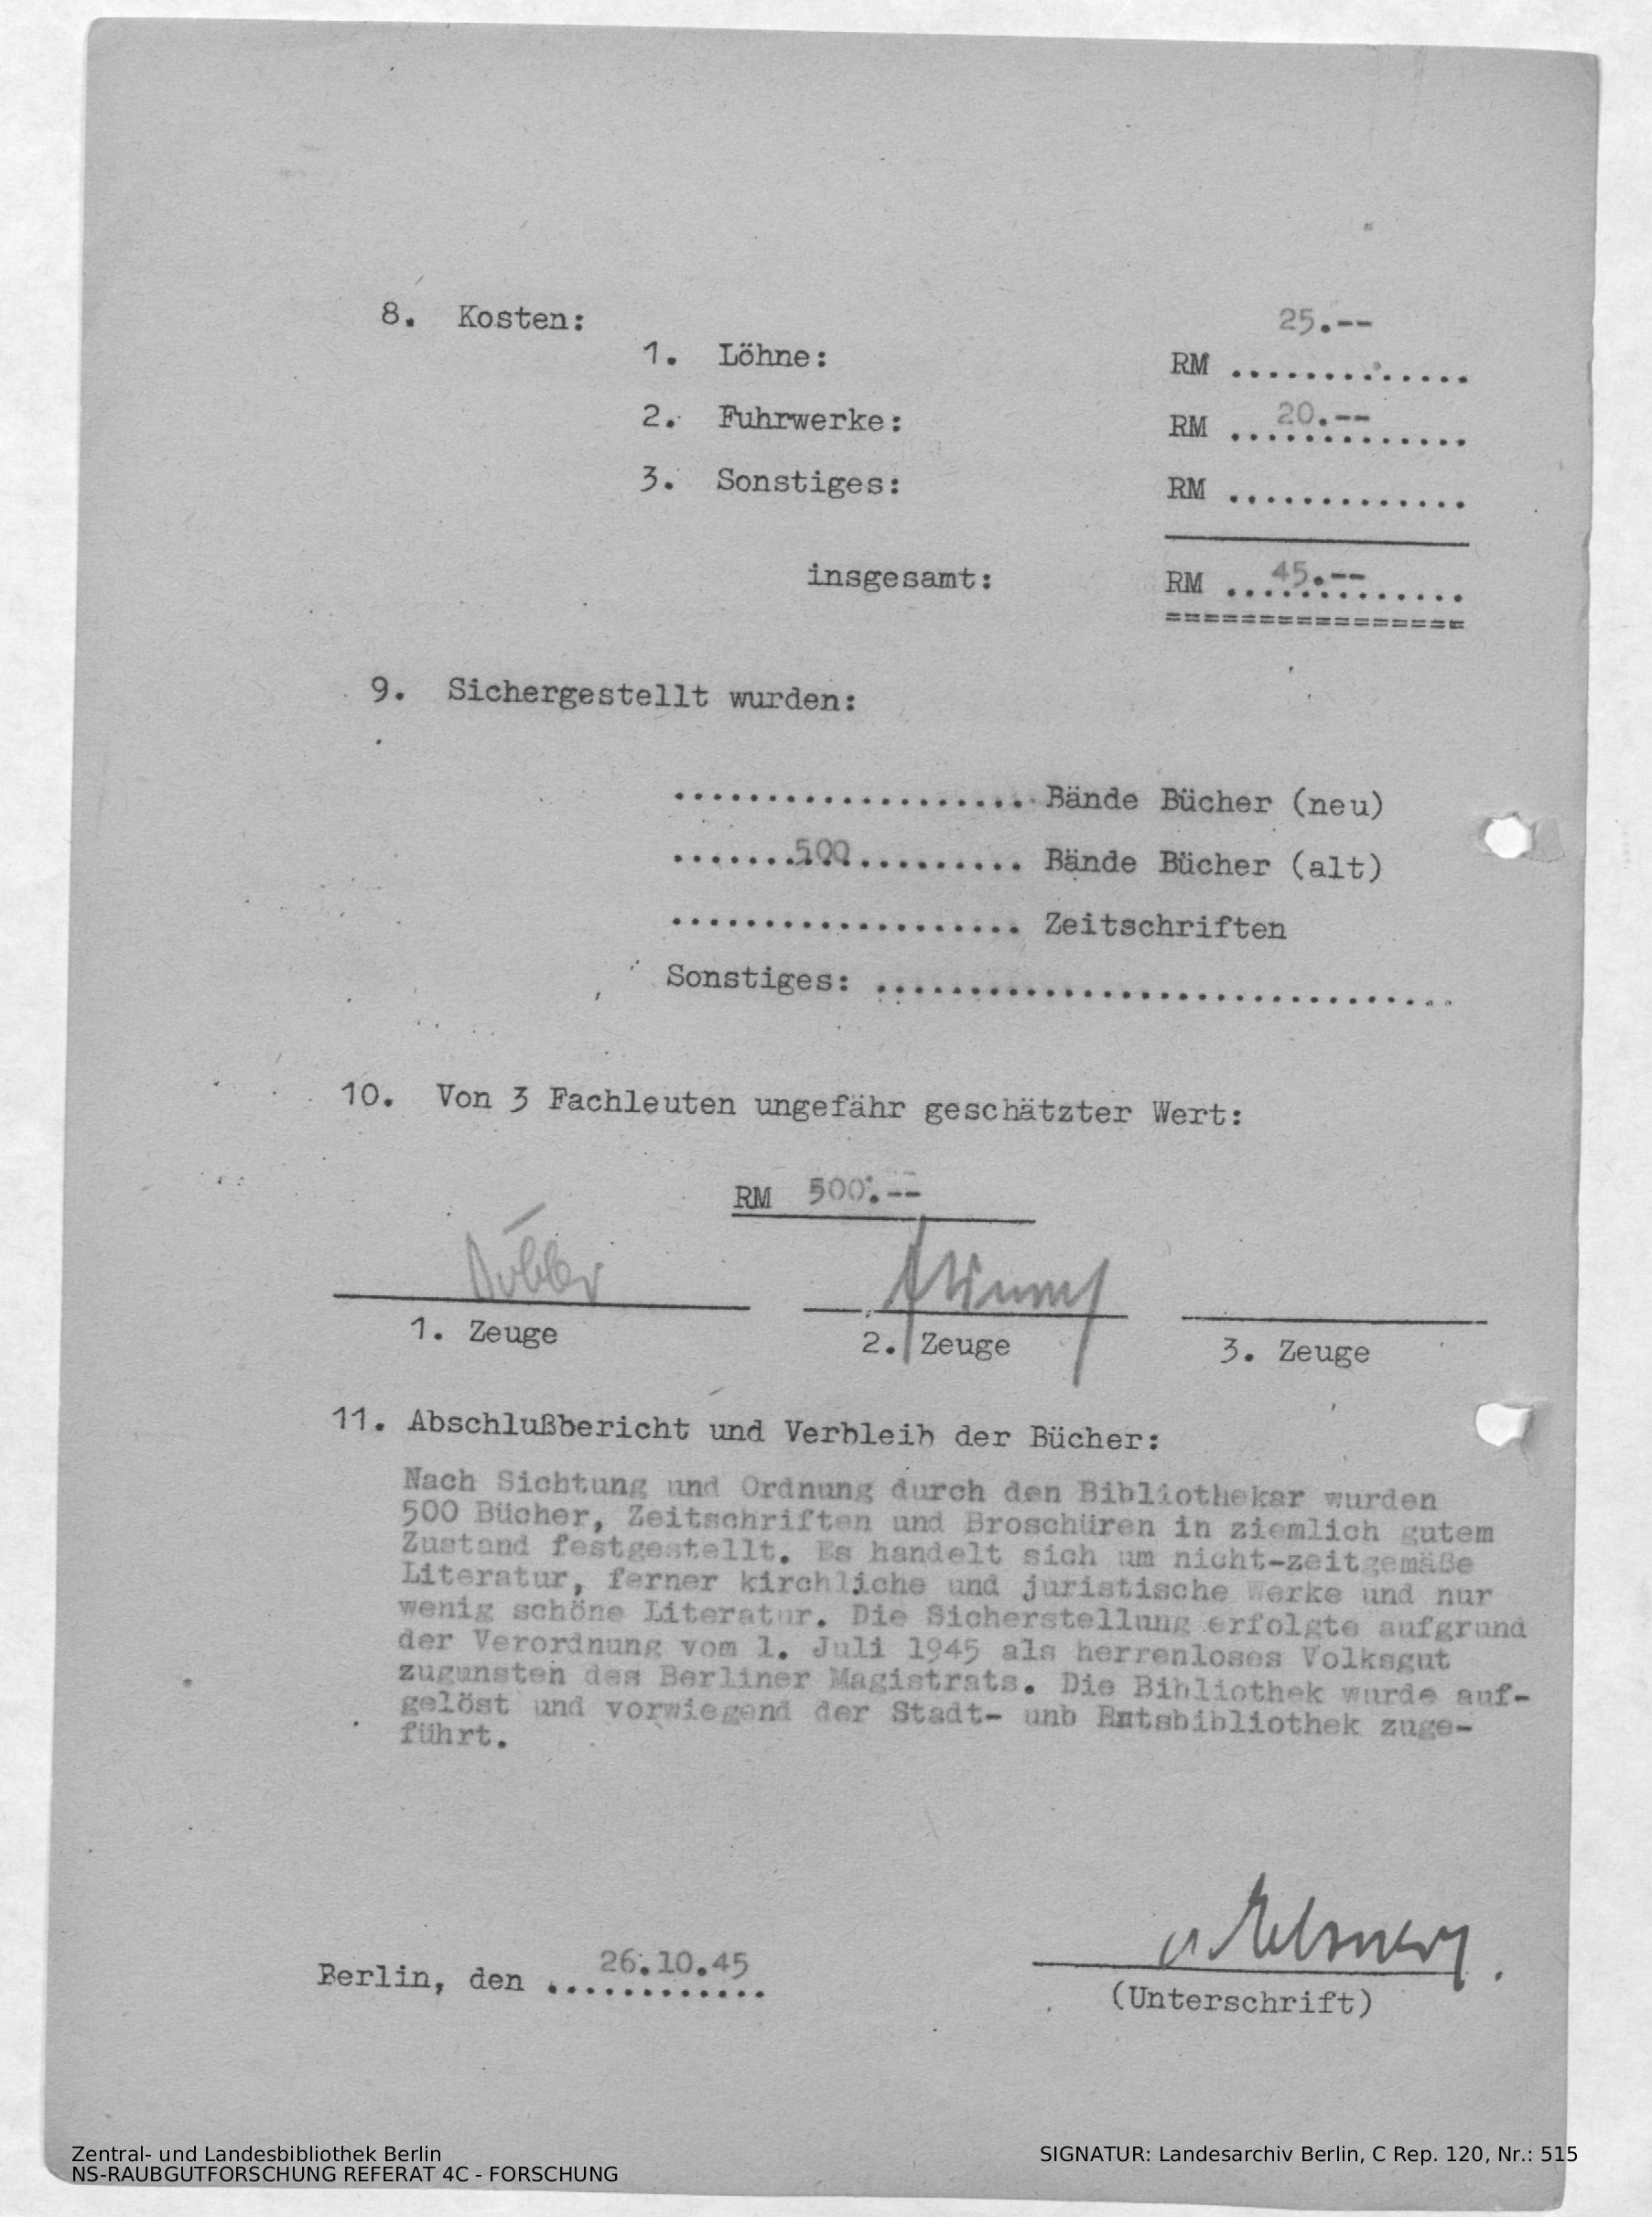 8. Kosten:
25.--
1. Löhne: RM .............
2. Fuhrwerke: RM 20.-- .............
3. Sonstiges: RM .............
insgesamt: RM 45.-- .............
================
9. Sichergestellt wurden:
................... Bände Bücher (neu)
.......500.......... Bände Bücher (alt)
................... Zeitschriften
Sonstiges: ...............................
10. Von 3 Fachleuten ungefähr geschätzter Wert:
RM 500.--
1. Zeuge 2. Zeuge 3. Zeuge
11. Abschlußbericht und Verbleib der Bücher:
Nach Sichtung und Ordnung durch den Bibliothekar wurden
500 Bücher, Zeitschriften und Broschüren in ziemlich gutem
Zustand festgestellt. Es handelt sich um nicht-zeitgemäße
Literatur, ferner kirchliche und juristische Werke und nur
wenig schöne Literatur. Die Sicherstellung erfolgte aufgrund
der Verordnung vom 1. Juli 1945 als herrenloses Volksgut
zugunsten des Berliner Magistrats. Die Bibliothek wurde auf-
gelöst und vorwiegend der Stadt- unb Ratsbibliothek zuge-
führt.
Berlin, den 26.10.45 ............
(Unterschrift)
Zentral- und Landesbibliothek Berlin
NS-RAUBGUTFORSCHUNG REFERAT 4C - FORSCHUNG
SIGNATUR: Landesarchiv Berlin, C Rep. 120, Nr.: 515